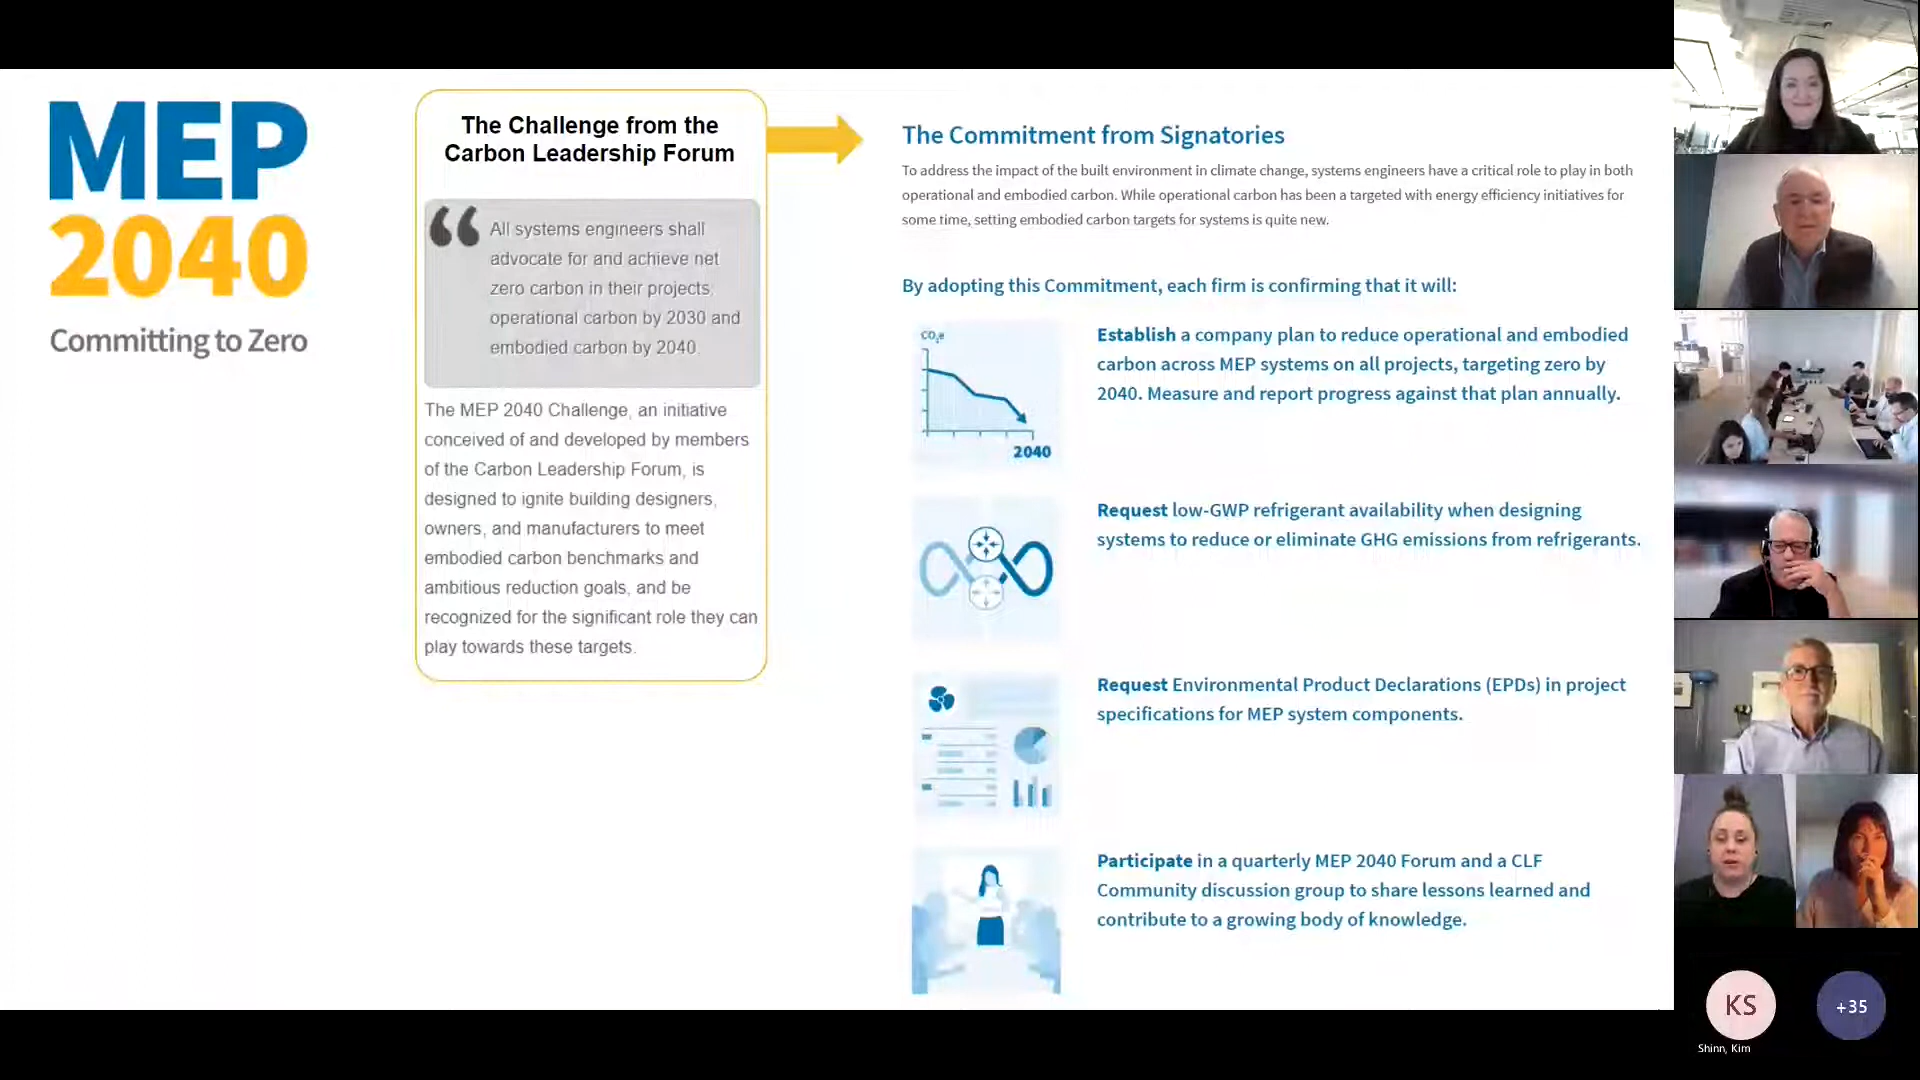 MEP
2040
Committing to Zero
The Challenge from the
Carbon Leadership Forum
“ All systems engineers shall
advocate for and achieve net
zero carbon in their projects,
operational carbon by 2030 and
embodied carbon by 2040.
The MEP 2040 Challenge, an initiative
conceived of and developed by members
of the Carbon Leadership Forum, is
designed to ignite building designers,
owners, and manufacturers to meet
embodied carbon benchmarks and
ambitious reduction goals, and be
recognized for the significant role they can
play towards these targets.
The Commitment from Signatories
To address the impact of the built environment in climate change, systems engineers have a critical role to play in both
operational and embodied carbon. While operational carbon has been a targeted with energy efficiency initiatives for
some time, setting embodied carbon targets for systems is quite new.
By adopting this Commitment, each firm is confirming that it will:
CO₂e
2040
Establish a company plan to reduce operational and embodied
carbon across MEP systems on all projects, targeting zero by
2040. Measure and report progress against that plan annually.
Request low-GWP refrigerant availability when designing
systems to reduce or eliminate GHG emissions from refrigerants.
Request Environmental Product Declarations (EPDs) in project
specifications for MEP system components.
Participate in a quarterly MEP 2040 Forum and a CLF
Community discussion group to share lessons learned and
contribute to a growing body of knowledge.
KS
Shinn, Kim
+35